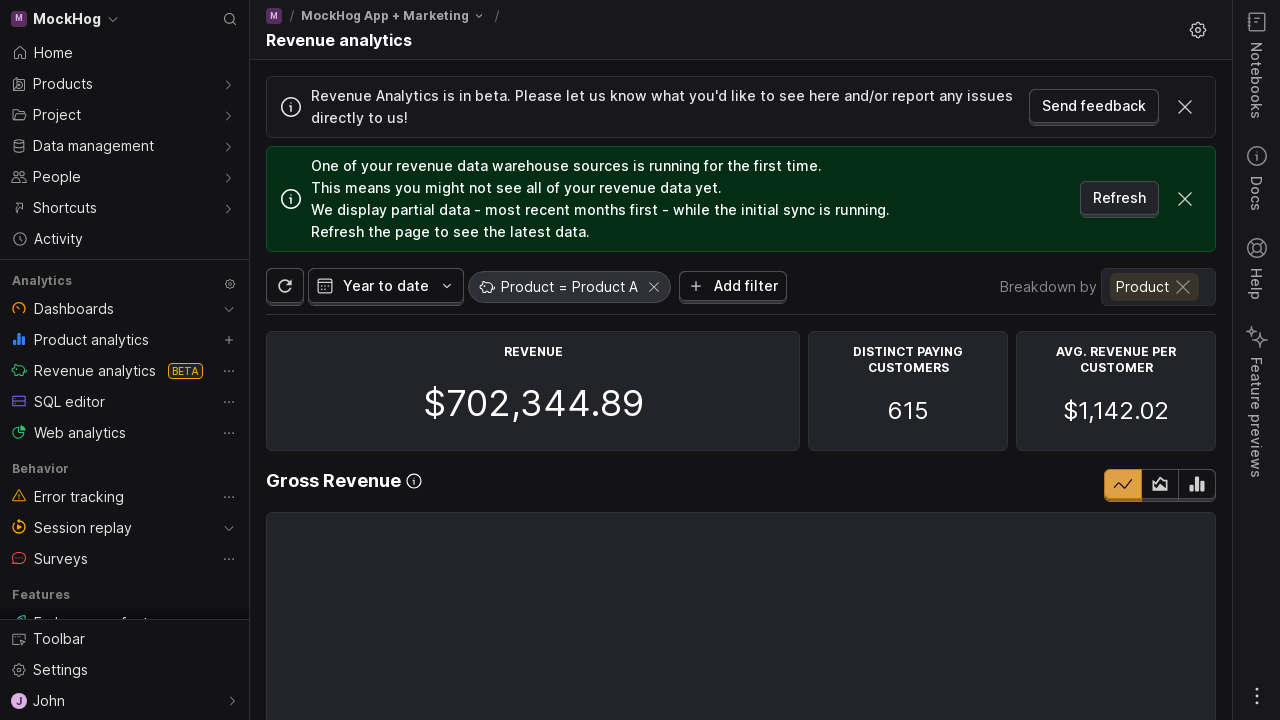 M MockHog
Home
Products
Project
Data management
People
Shortcuts
Activity
Analytics
Dashboards
Product analytics
Revenue analytics BETA
SQL editor
Web analytics
Behavior
Error tracking
Session replay
Surveys
Features
Toolbar
Settings
J John
M / MockHog App + Marketing /
Revenue analytics
Revenue Analytics is in beta. Please let us know what you'd like to see here and/or report any issues
directly to us!
Send feedback
One of your revenue data warehouse sources is running for the first time.
This means you might not see all of your revenue data yet.
We display partial data - most recent months first - while the initial sync is running.
Refresh the page to see the latest data.
Refresh
Year to date
Product = Product A
Add filter
Breakdown by Product
REVENUE
$702,344.89
DISTINCT PAYING
CUSTOMERS
615
AVG. REVENUE PER
CUSTOMER
$1,142.02
Gross Revenue
Notebooks
Docs
Help
Feature previews